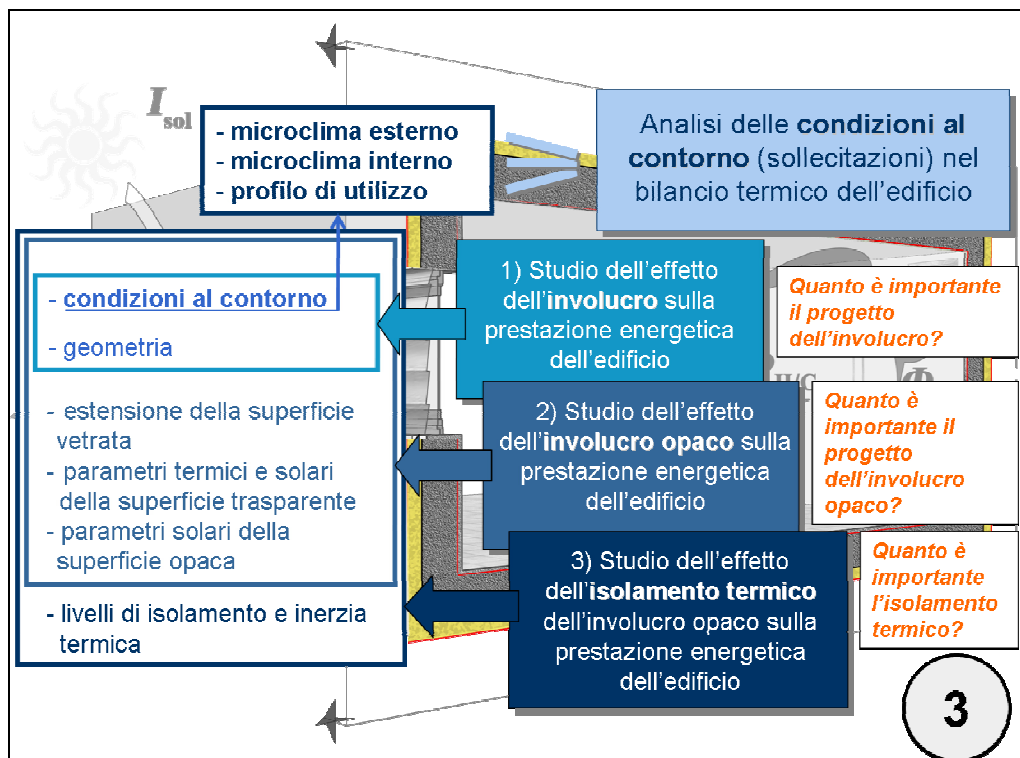 I sol
- microclima esterno
- microclima interno
- profilo di utilizzo
Analisi delle condizioni al
contorno (sollecitazioni) nel
bilancio termico dell'edificio
- condizioni al contorno
- geometria
- estensione della superficie
vetrata
- parametri termici e solari
della superficie trasparente
- parametri solari della
superficie opaca
- livelli di isolamento e inerzia
termica
1) Studio dell'effetto
dell'involucro sulla
prestazione energetica
dell'edificio
Quanto è importante
il progetto
dell'involucro?
2) Studio dell'effetto
dell'involucro opaco sulla
prestazione energetica
dell'edificio
Quanto è
importante il
progetto
dell'involucro
opaco?
3) Studio dell'effetto
dell'isolamento termico
dell'involucro opaco sulla
prestazione energetica
dell'edificio
Quanto è
importante
l'isolamento
termico?
3